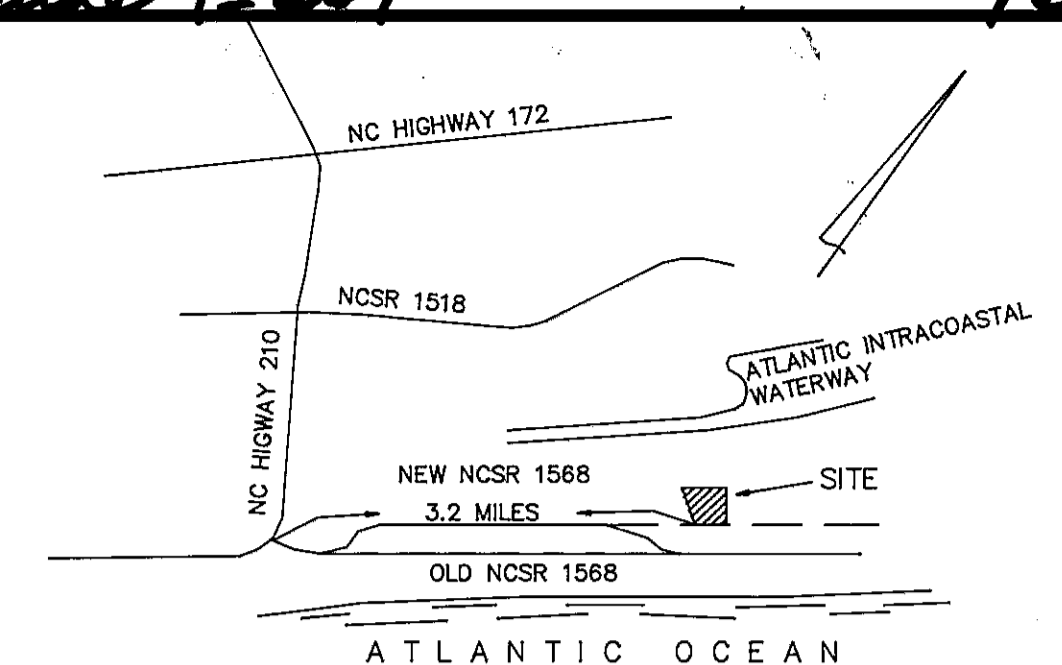 NC HIGHWAY 172
NCSR 1518
NC HIGWAY 210
ATLANTIC INTRACOASTAL
WATERWAY
NEW NCSR 1568
SITE
3.2 MILES
OLD NCSR 1568
ATLANTIC OCEAN